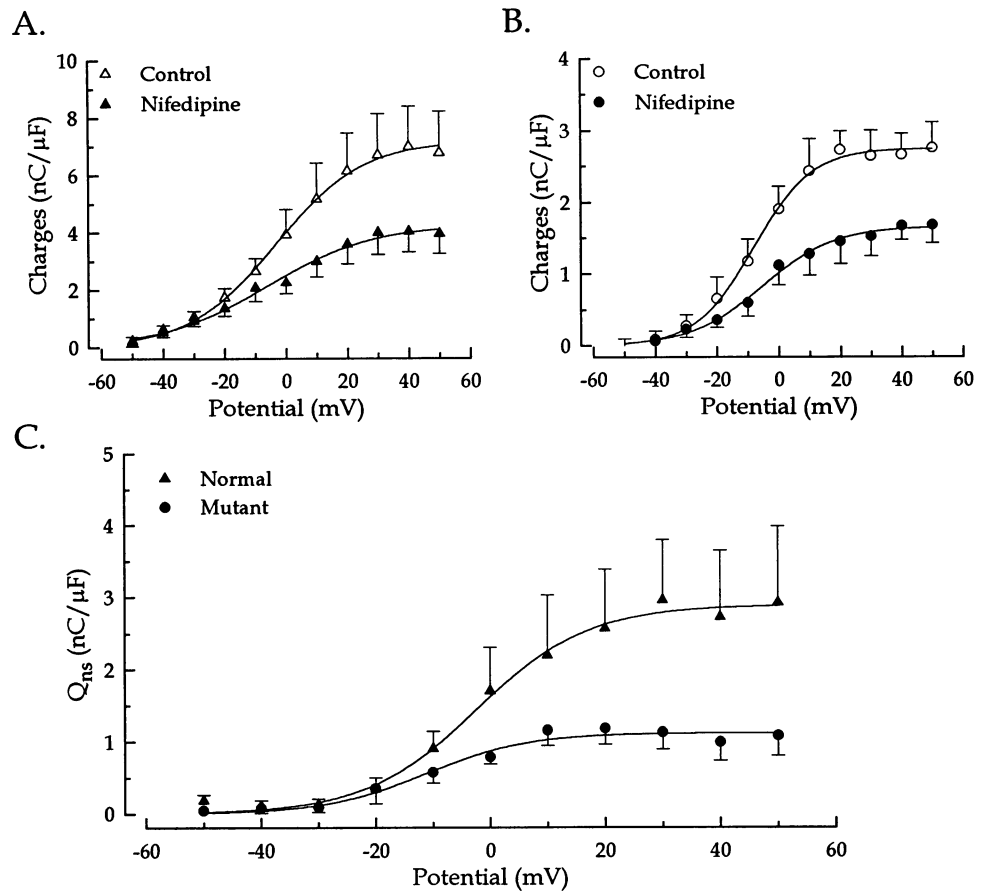 A.
Control
Nifedipine
10
8
6
4
2
0
Charges (nC/μF)
-60 -40 -20 0 20 40 60
Potential (mV)
B.
Control
Nifedipine
4
3
2
1
0
Charges (nC/μF)
-60 -40 -20 0 20 40 60
Potential (mV)
C.
Normal
Mutant
5
4
3
2
1
0
Qns (nC/μF)
-60 -40 -20 0 20 40 60
Potential (mV)